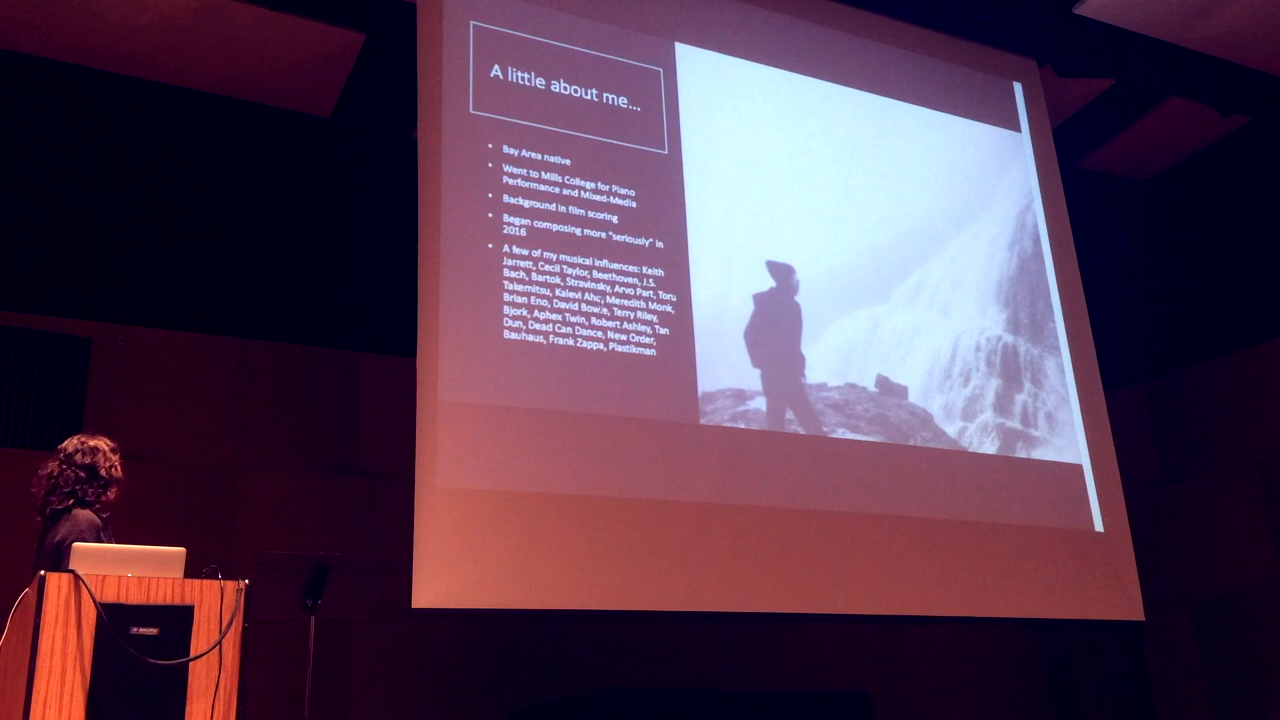 A little about me...
• Bay Area native
• Went to Mills College for Piano
Performance and Mixed-Media
• Background in film scoring
• Began composing more "seriously" in
2016
• A few of my musical influences: Keith
Jarrett, Cecil Taylor, Beethoven, J.S.
Bach, Bartok, Stravinsky, Arvo Part, Toru
Takemitsu, Kalevi Aho, Meredith Monk,
Brian Eno, David Bowie, Terry Riley,
Bjork, Aphex Twin, Robert Ashley, Tan
Dun, Dead Can Dance, New Order,
Bauhaus, Frank Zappa, Plastikman